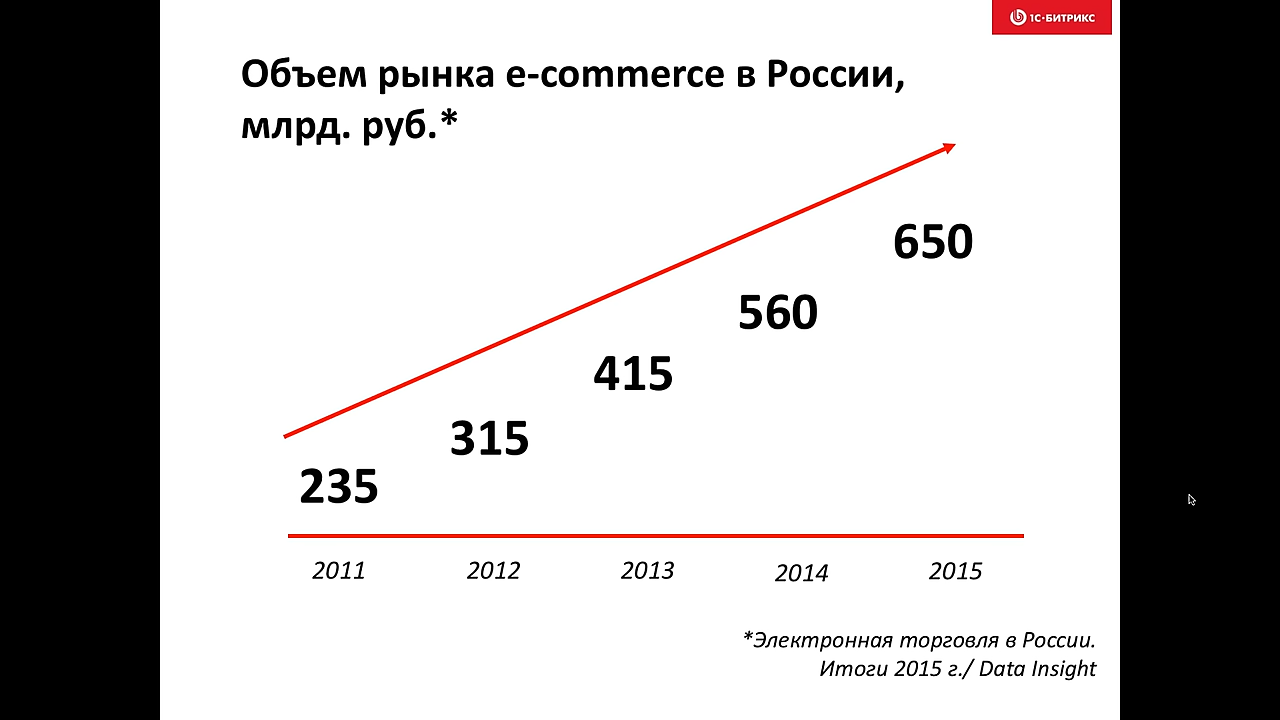 1С-БИТРИКС
Объем рынка e-commerce в России,
млрд. руб.*
650
560
415
315
235
2011 2012 2013 2014 2015
*Электронная торговля в России.
Итоги 2015 г./ Data Insight